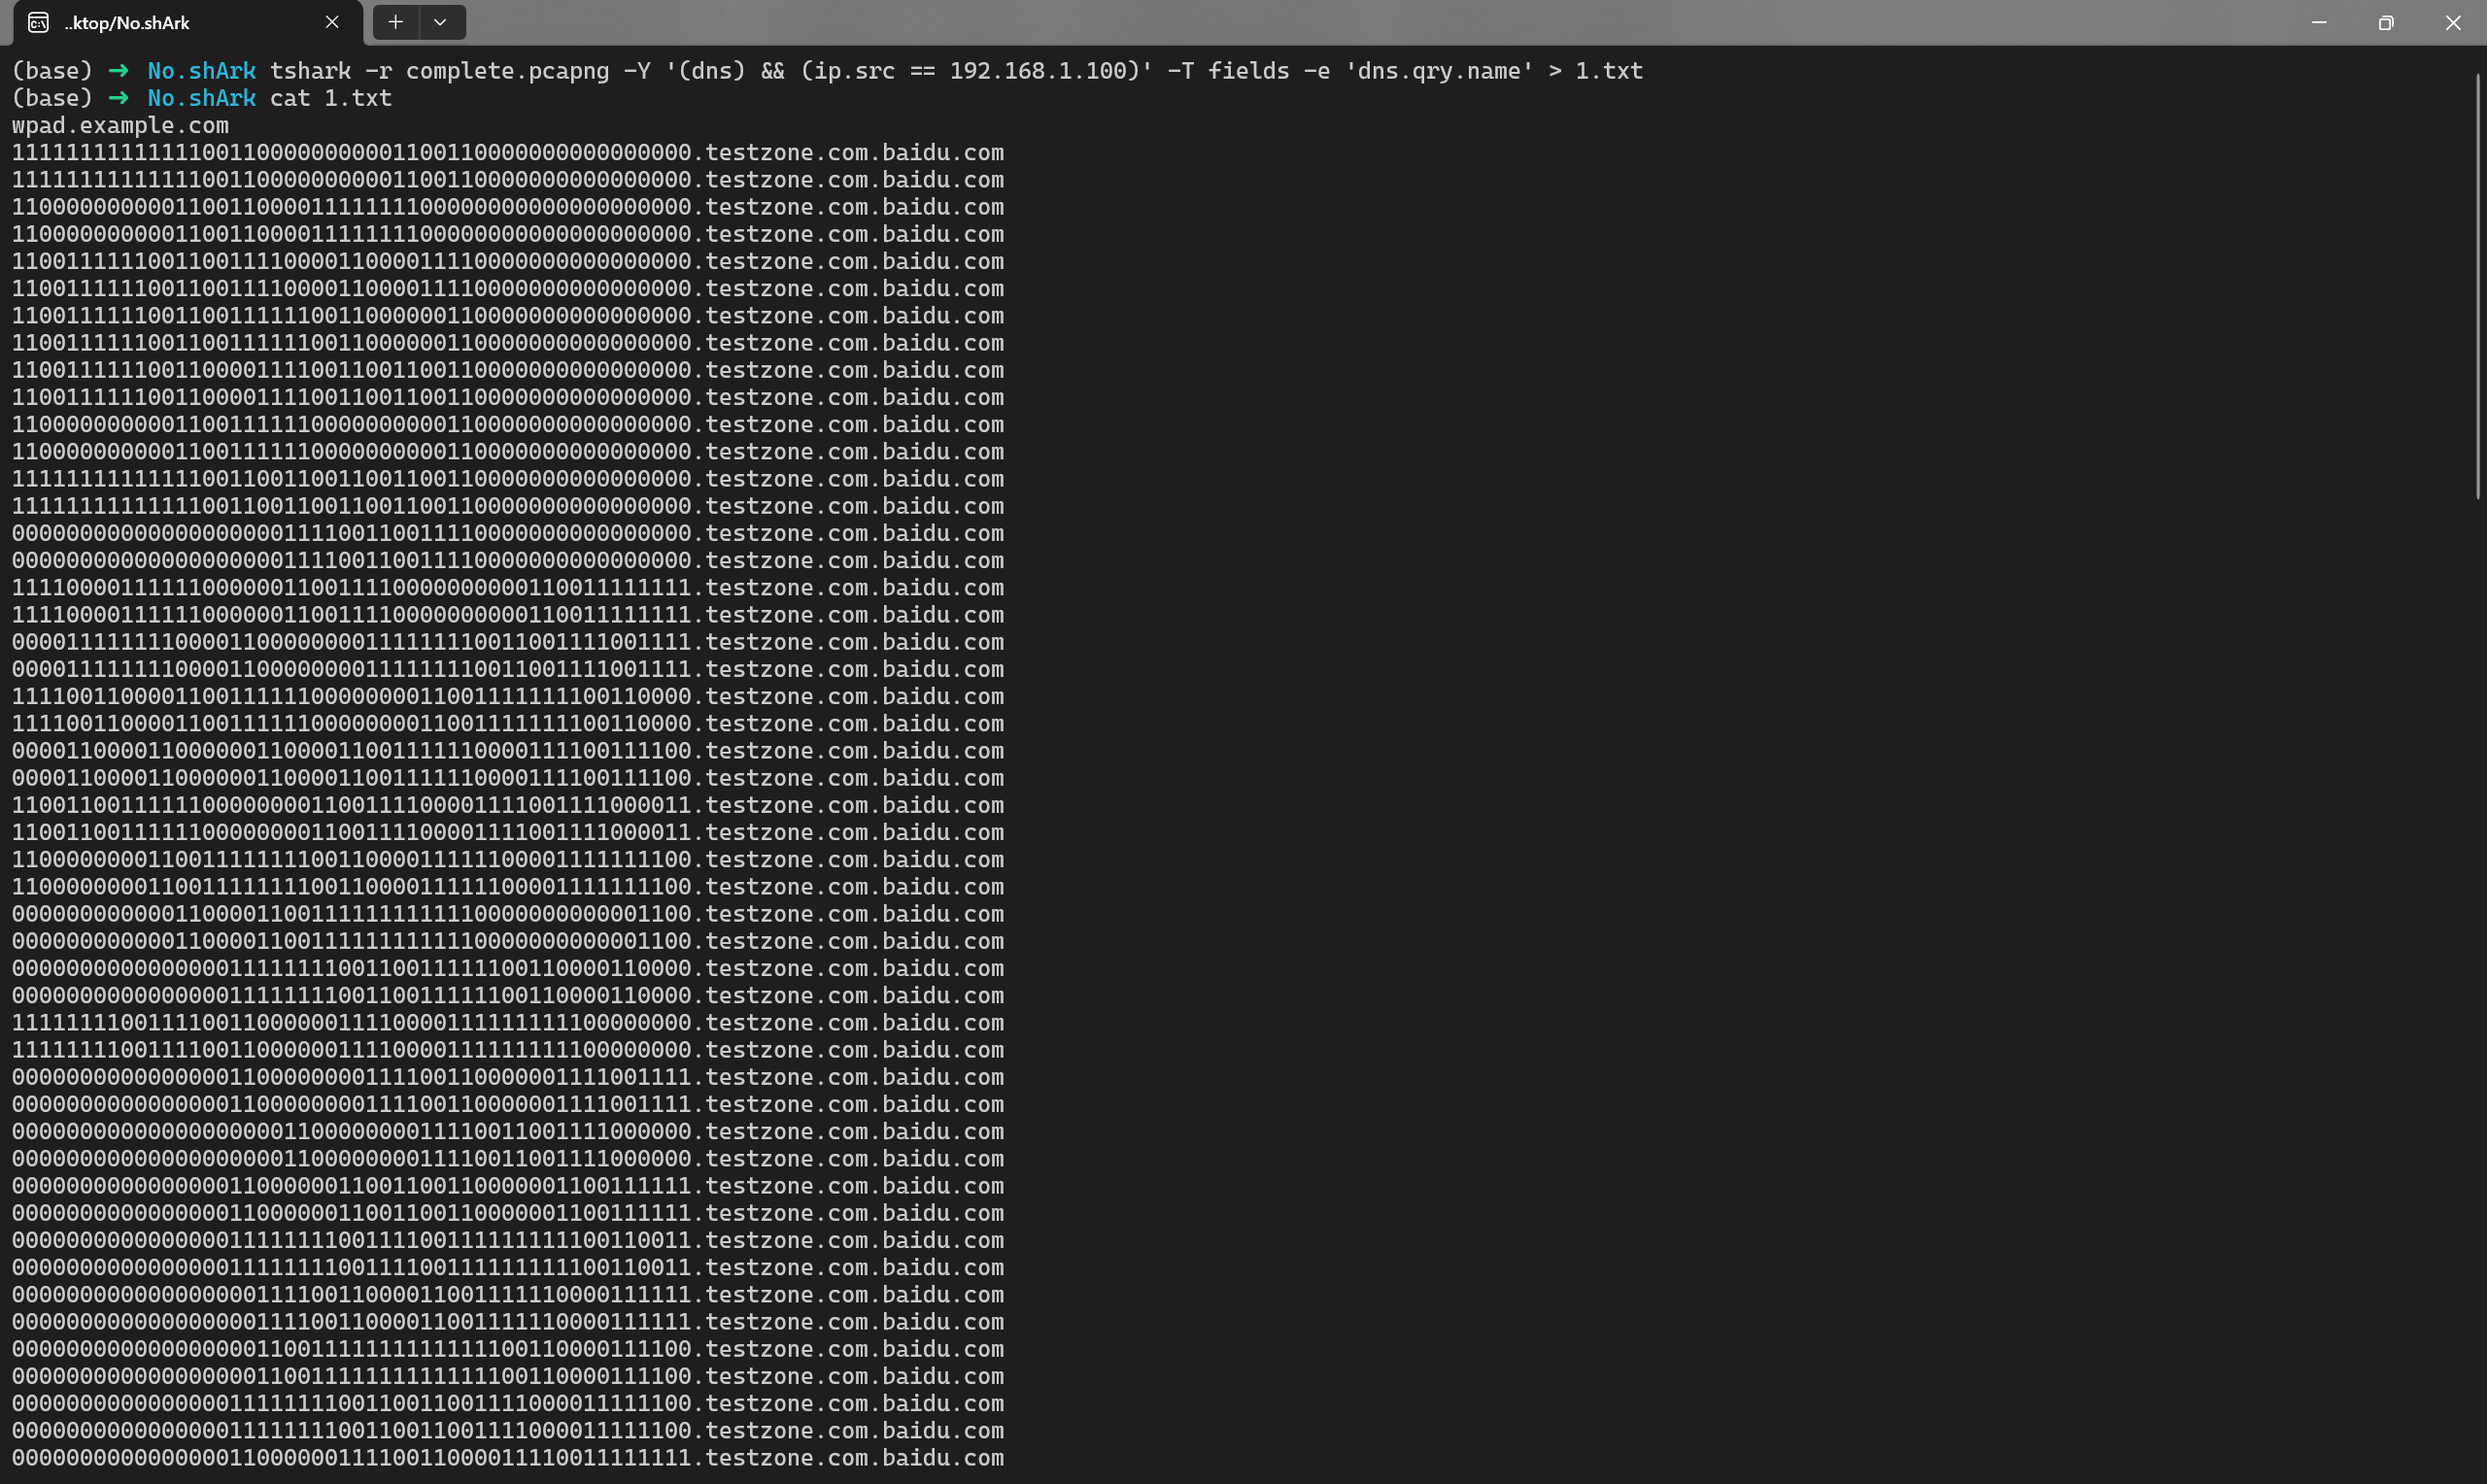 ..ktop/No.shArk
(base) ➜ No.shArk tshark -r complete.pcapng -Y '(dns) && (ip.src == 192.168.1.100)' -T fields -e 'dns.qry.name' > 1.txt
(base) ➜ No.shArk cat 1.txt
wpad.example.com
11111111111111001100000000001100110000000000000000.testzone.com.baidu.com
11111111111111001100000000001100110000000000000000.testzone.com.baidu.com
11000000000011001100001111111100000000000000000000.testzone.com.baidu.com
11000000000011001100001111111100000000000000000000.testzone.com.baidu.com
11001111110011001111000011000011110000000000000000.testzone.com.baidu.com
11001111110011001111000011000011110000000000000000.testzone.com.baidu.com
11001111110011001111110011000000110000000000000000.testzone.com.baidu.com
11001111110011001111110011000000110000000000000000.testzone.com.baidu.com
11001111110011000011110011001100110000000000000000.testzone.com.baidu.com
11001111110011000011110011001100110000000000000000.testzone.com.baidu.com
11000000000011001111110000000000110000000000000000.testzone.com.baidu.com
11000000000011001111110000000000110000000000000000.testzone.com.baidu.com
11111111111111001100110011001100110000000000000000.testzone.com.baidu.com
11111111111111001100110011001100110000000000000000.testzone.com.baidu.com
00000000000000000000111100110011110000000000000000.testzone.com.baidu.com
00000000000000000000111100110011110000000000000000.testzone.com.baidu.com
11110000111111000000110011110000000000110011111111.testzone.com.baidu.com
11110000111111000000110011110000000000110011111111.testzone.com.baidu.com
00001111111100001100000000111111110011001111001111.testzone.com.baidu.com
00001111111100001100000000111111110011001111001111.testzone.com.baidu.com
11110011000011001111110000000011001111111100110000.testzone.com.baidu.com
11110011000011001111110000000011001111111100110000.testzone.com.baidu.com
00001100001100000011000011001111110000111100111100.testzone.com.baidu.com
00001100001100000011000011001111110000111100111100.testzone.com.baidu.com
11001100111111000000001100111100001111001111000011.testzone.com.baidu.com
11001100111111000000001100111100001111001111000011.testzone.com.baidu.com
11000000001100111111110011000011111100001111111100.testzone.com.baidu.com
11000000001100111111110011000011111100001111111100.testzone.com.baidu.com
00000000000011000011001111111111110000000000001100.testzone.com.baidu.com
00000000000011000011001111111111110000000000001100.testzone.com.baidu.com
00000000000000001111111100110011111100110000110000.testzone.com.baidu.com
00000000000000001111111100110011111100110000110000.testzone.com.baidu.com
11111111001111001100000011110000111111111100000000.testzone.com.baidu.com
11111111001111001100000011110000111111111100000000.testzone.com.baidu.com
00000000000000001100000000111100110000001111001111.testzone.com.baidu.com
00000000000000001100000000111100110000001111001111.testzone.com.baidu.com
00000000000000000000110000000011110011001111000000.testzone.com.baidu.com
00000000000000000000110000000011110011001111000000.testzone.com.baidu.com
00000000000000001100000011001100110000001100111111.testzone.com.baidu.com
00000000000000001100000011001100110000001100111111.testzone.com.baidu.com
00000000000000001111111100111100111111111100110011.testzone.com.baidu.com
00000000000000001111111100111100111111111100110011.testzone.com.baidu.com
00000000000000000011110011000011001111110000111111.testzone.com.baidu.com
00000000000000000011110011000011001111110000111111.testzone.com.baidu.com
00000000000000000011001111111111111100110000111100.testzone.com.baidu.com
00000000000000000011001111111111111100110000111100.testzone.com.baidu.com
00000000000000001111111100110011001111000011111100.testzone.com.baidu.com
00000000000000001111111100110011001111000011111100.testzone.com.baidu.com
00000000000000001100000011110011000011110011111111.testzone.com.baidu.com